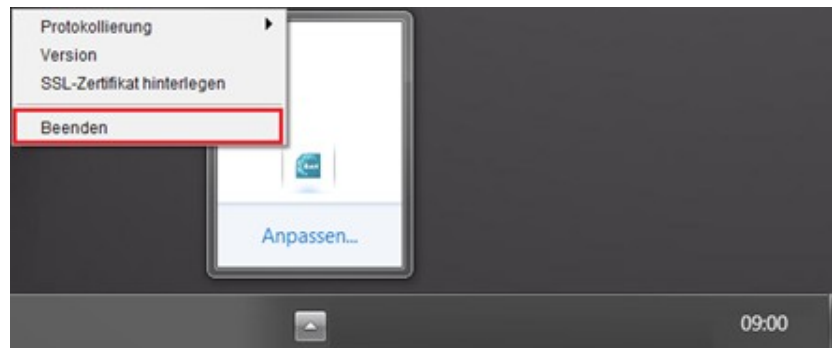 Protokollierung
Version
SSL-Zertifikat hinterlegen
Beenden
Anpassen...
09:00